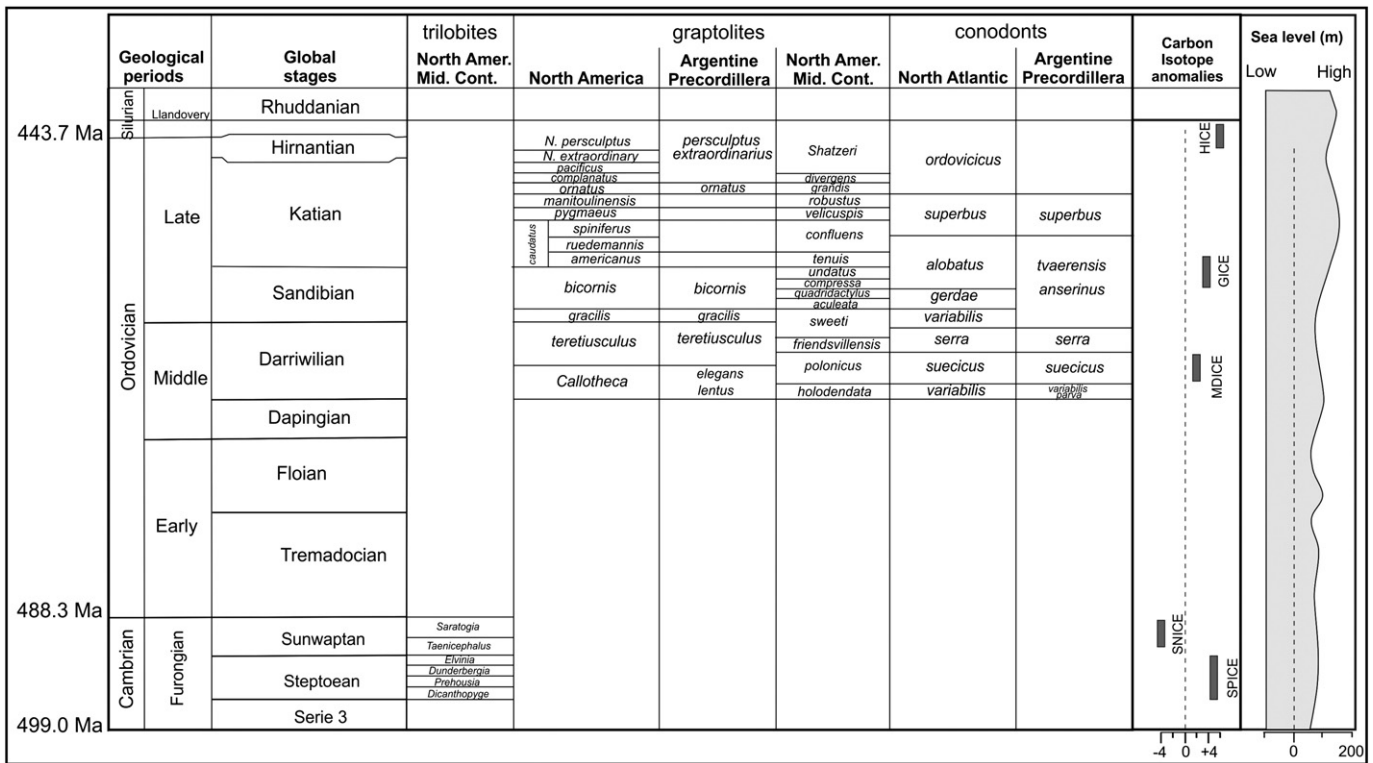 trilobites
graptolites
conodonts
Geological periods
Global stages
North Amer. Mid. Cont.
North America
Argentine Precordillera
North Amer. Mid. Cont.
North Atlantic
Argentine Precordillera
Carbon Isotope anomalies
Sea level (m)
Low
High
443.7 Ma
488.3 Ma
499.0 Ma
Silurian
Ordovician
Cambrian
Llandovery
Late
Middle
Early
Furongian
Rhuddanian
Hirnantian
Katian
Sandibian
Darriwilian
Dapingian
Floian
Tremadocian
Sunwaptan
Steptoean
Serie 3
Saratogia
Taenicephalus
Elvinia
Dunderbergia
Prehousia
Dicanthopyge
N. persculptus
N. extraordinary
pacificus
complanatus
ornatus
manitoulinensis
pygmaeus
caudatus
spiniferus
ruedemannis
americanus
bicornis
gracilis
teretiusculus
Callotheca
persculptus
extraordinarius
ornatus
bicornis
gracilis
teretiusculus
elegans
lentus
Shatzeri
divergens
grandis
robustus
velicuspis
confluens
tenuis
undatus
compressa
quadridactylus
aculeata
sweeti
friendsvillensis
polonicus
holodendata
ordovicicus
superbus
alobatus
gerdae
variabilis
serra
suecicus
variabilis
superbus
tvaerensis
anserinus
serra
suecicus
variabilis
parva
HICE
GICE
MDICE
SNICE
SPICE
-4 0 +4
0 200